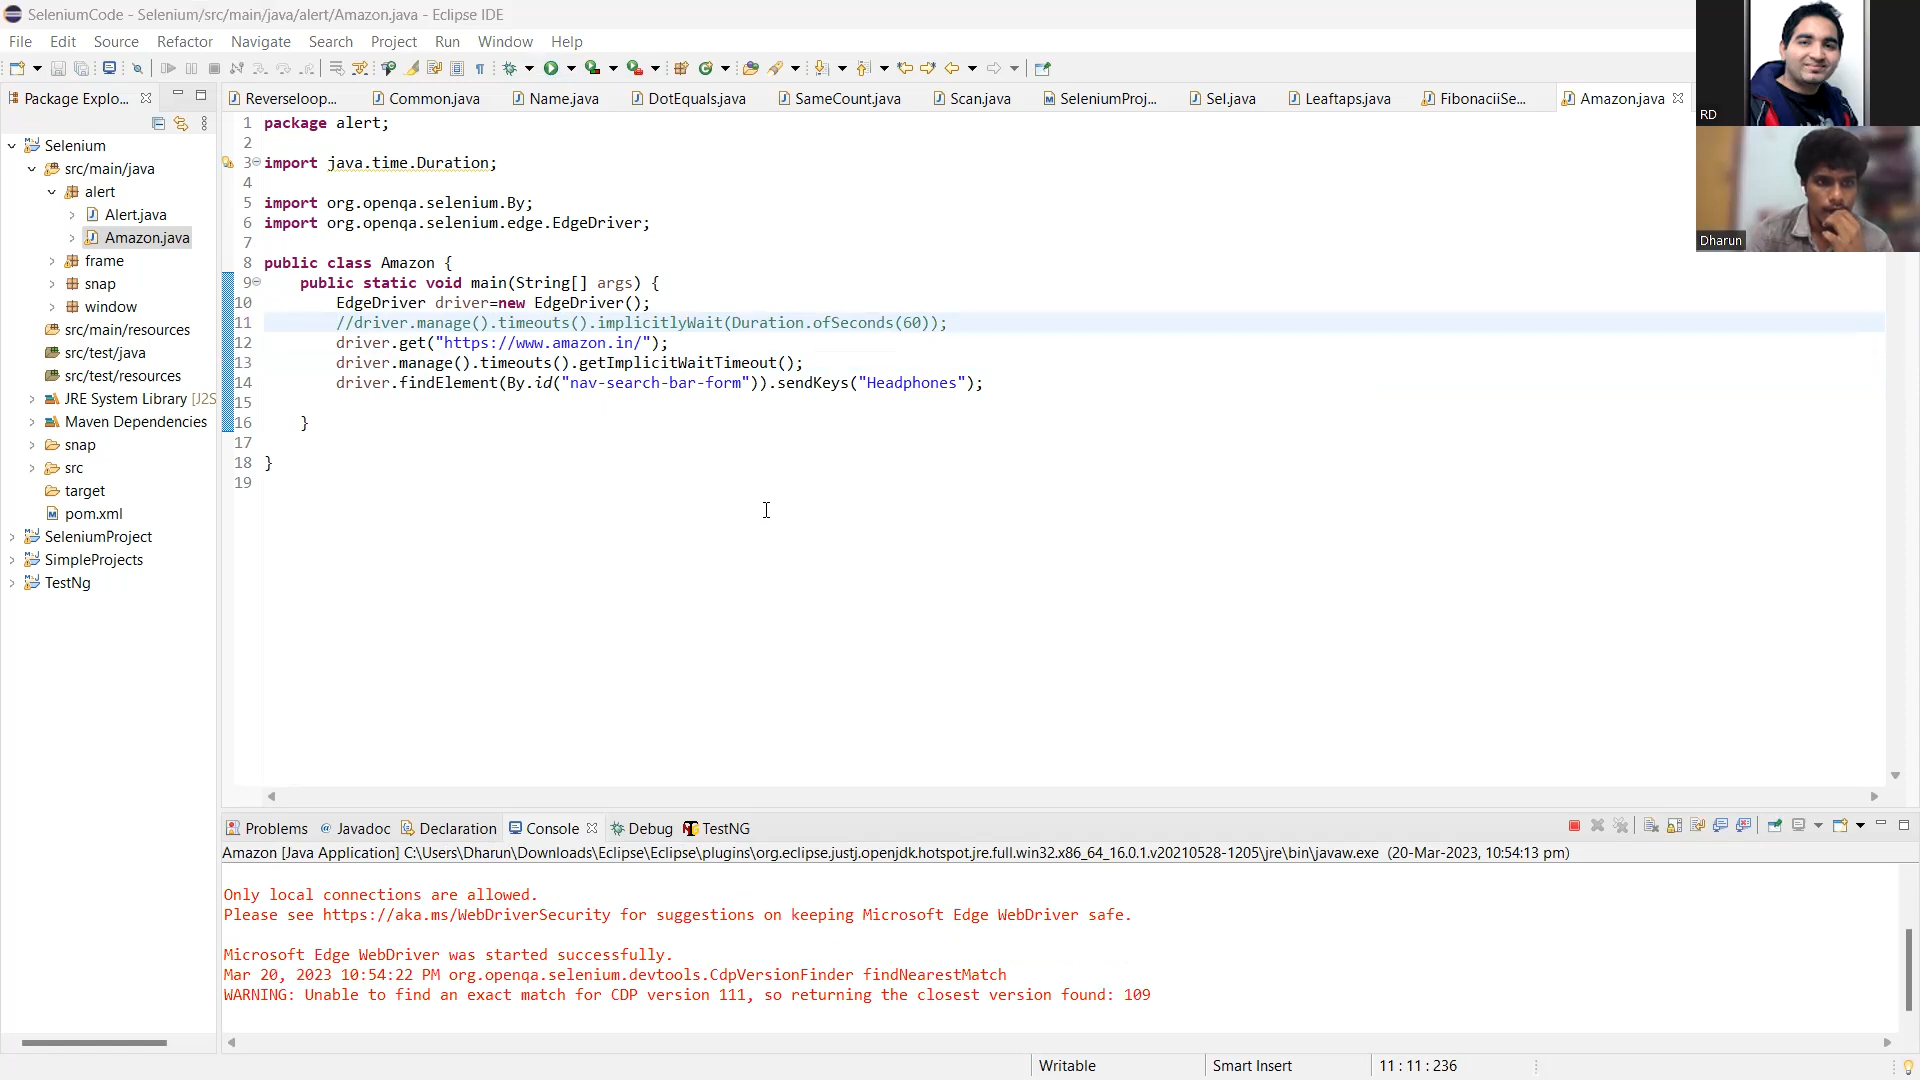 SeleniumCode - Selenium/src/main/java/alert/Amazon.java - Eclipse IDE
File Edit Source Refactor Navigate Search Project Run Window Help
Package Explo...
Reverseloop... Common.java Name.java DotEquals.java SameCount.java Scan.java SeleniumProj... Sel.java Leaftaps.java FibonaciiSe... Amazon.java
RD
Dharun
Selenium
src/main/java
alert
Alert.java
Amazon.java
frame
snap
window
src/main/resources
src/test/java
src/test/resources
JRE System Library [J2S
Maven Dependencies
snap
src
target
pom.xml
SeleniumProject
SimpleProjects
TestNg
1 package alert;
2
3 import java.time.Duration;
4
5 import org.openqa.selenium.By;
6 import org.openqa.selenium.edge.EdgeDriver;
7
8 public class Amazon {
9 public static void main(String[] args) {
10 EdgeDriver driver=new EdgeDriver();
11 //driver.manage().timeouts().implicitlyWait(Duration.ofSeconds(60));
12 driver.get("https://www.amazon.in/");
13 driver.manage().timeouts().getImplicitWaitTimeout();
14 driver.findElement(By.id("nav-search-bar-form")).sendKeys("Headphones");
15
16 }
17
18 }
19
Problems @ Javadoc Declaration Console Debug TestNG
Amazon [Java Application] C:\Users\Dharun\Downloads\Eclipse\Eclipse\plugins\org.eclipse.justj.openjdk.hotspot.jre.full.win32.x86_64_16.0.1.v20210528-1205\jre\bin\javaw.exe (20-Mar-2023, 10:54:13 pm)
Only local connections are allowed.
Please see https://aka.ms/WebDriverSecurity for suggestions on keeping Microsoft Edge WebDriver safe.
Microsoft Edge WebDriver was started successfully.
Mar 20, 2023 10:54:22 PM org.openqa.selenium.devtools.CdpVersionFinder findNearestMatch
WARNING: Unable to find an exact match for CDP version 111, so returning the closest version found: 109
Writable Smart Insert 11 : 11 : 236